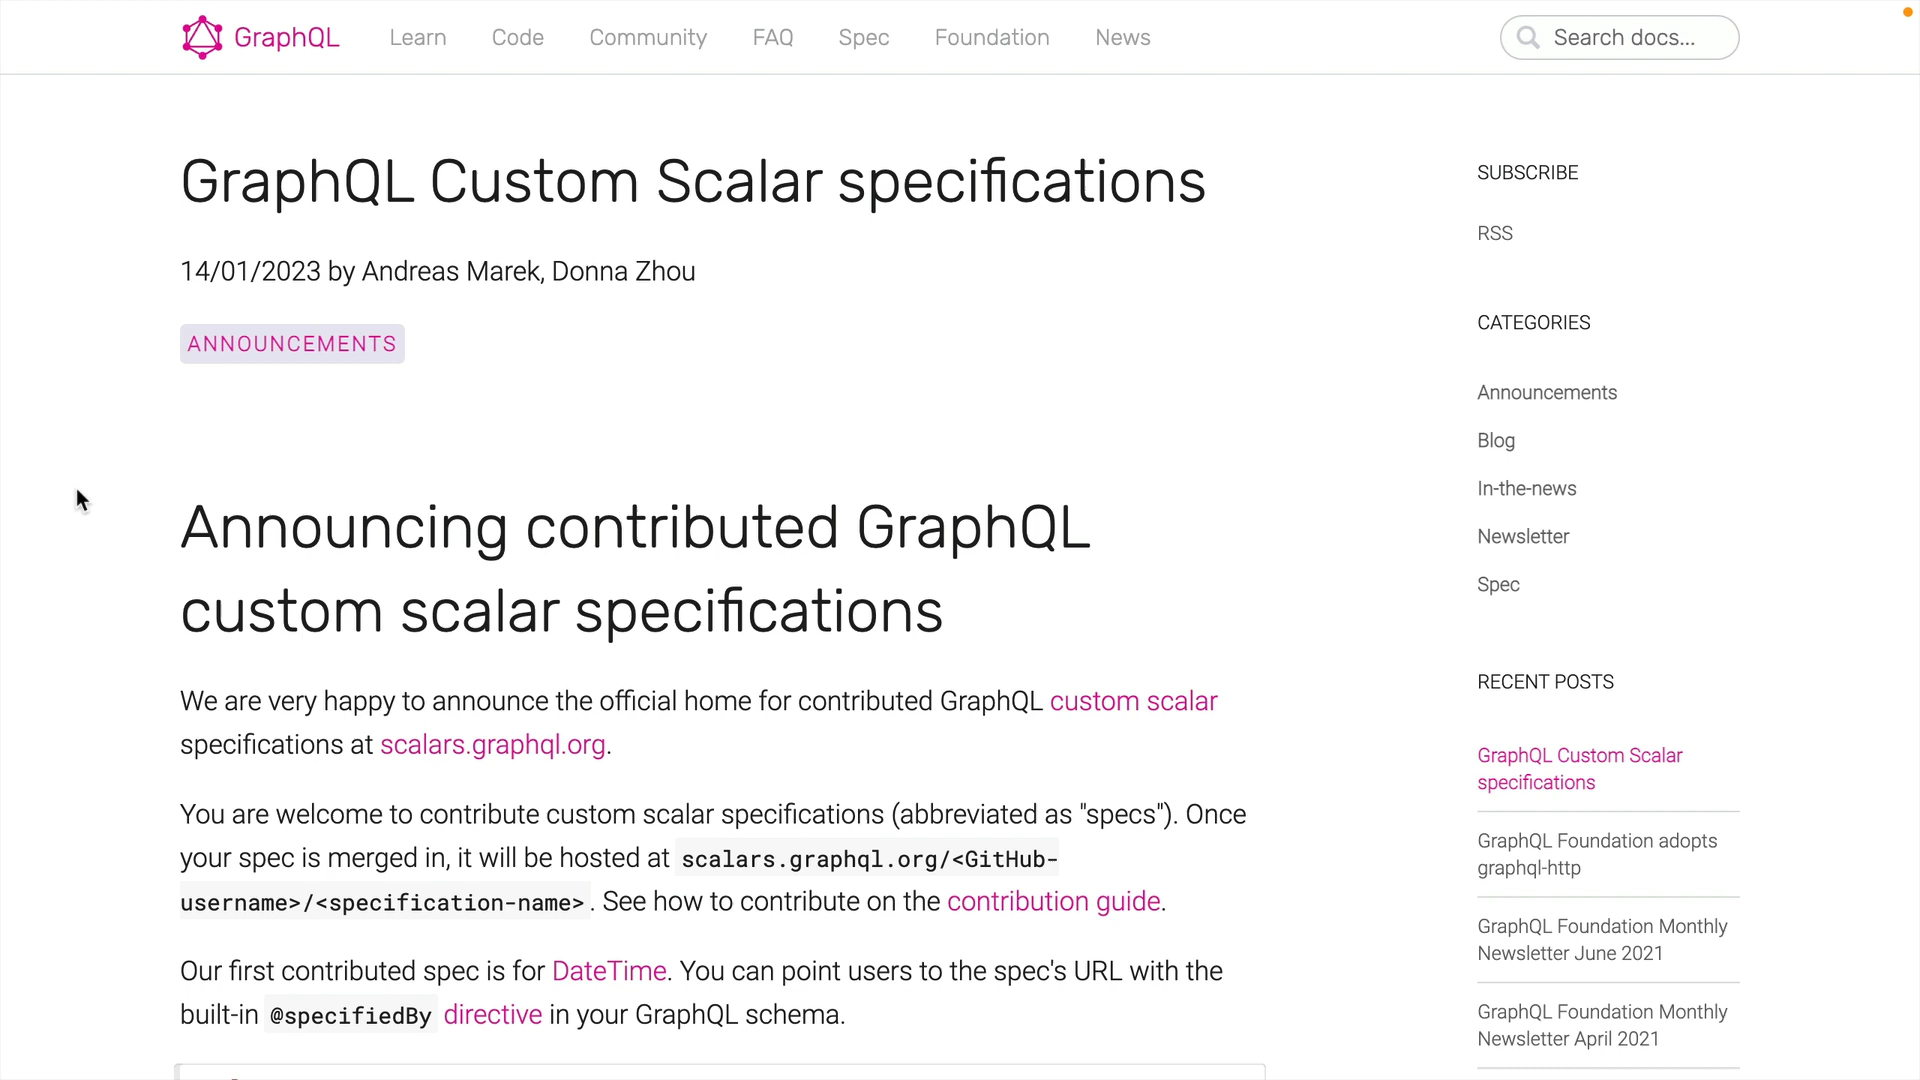 GraphQL Learn Code Community FAQ Spec Foundation News Search docs...
GraphQL Custom Scalar specifications
14/01/2023 by Andreas Marek, Donna Zhou
ANNOUNCEMENTS
Announcing contributed GraphQL
custom scalar specifications
We are very happy to announce the official home for contributed GraphQL custom scalar
specifications at scalars.graphql.org.
You are welcome to contribute custom scalar specifications (abbreviated as "specs"). Once
your spec is merged in, it will be hosted at scalars.graphql.org/<GitHub-
username>/<specification-name>. See how to contribute on the contribution guide.
Our first contributed spec is for DateTime. You can point users to the spec's URL with the
built-in @specifiedBy directive in your GraphQL schema.
SUBSCRIBE
RSS
CATEGORIES
Announcements
Blog
In-the-news
Newsletter
Spec
RECENT POSTS
GraphQL Custom Scalar
specifications
GraphQL Foundation adopts
graphql-http
GraphQL Foundation Monthly
Newsletter June 2021
GraphQL Foundation Monthly
Newsletter April 2021